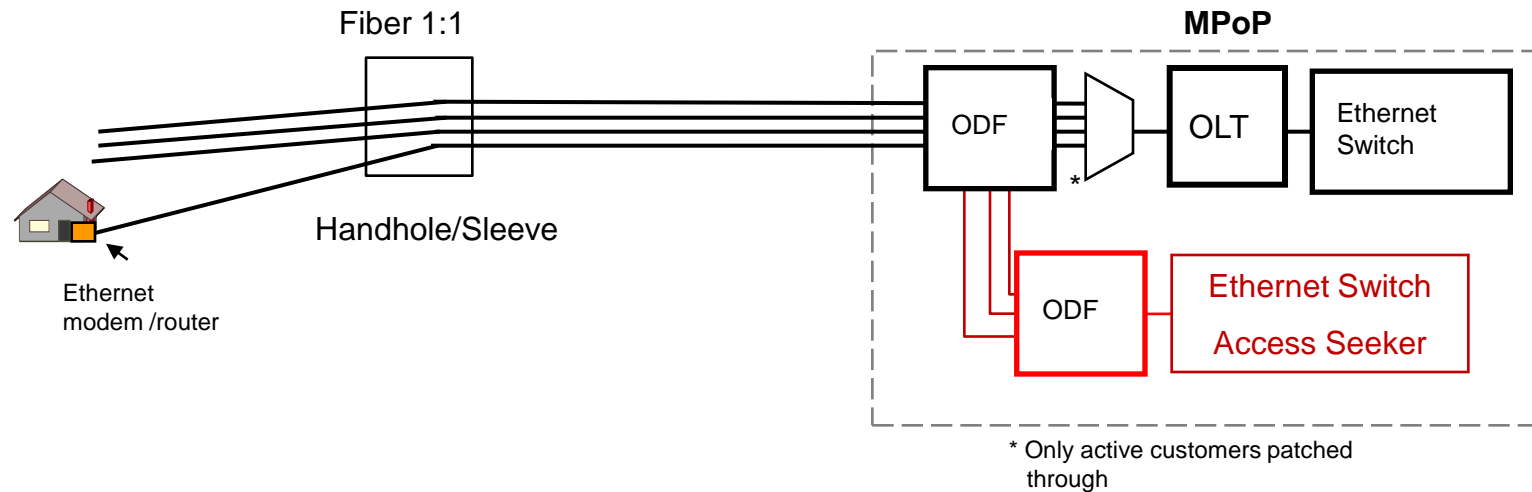 Fiber 1:1
MPoP
ODF
*
OLT
Ethernet
Switch
Handhole/Sleeve
Ethernet
modem /router
ODF
Ethernet Switch
Access Seeker
* Only active customers patched
through